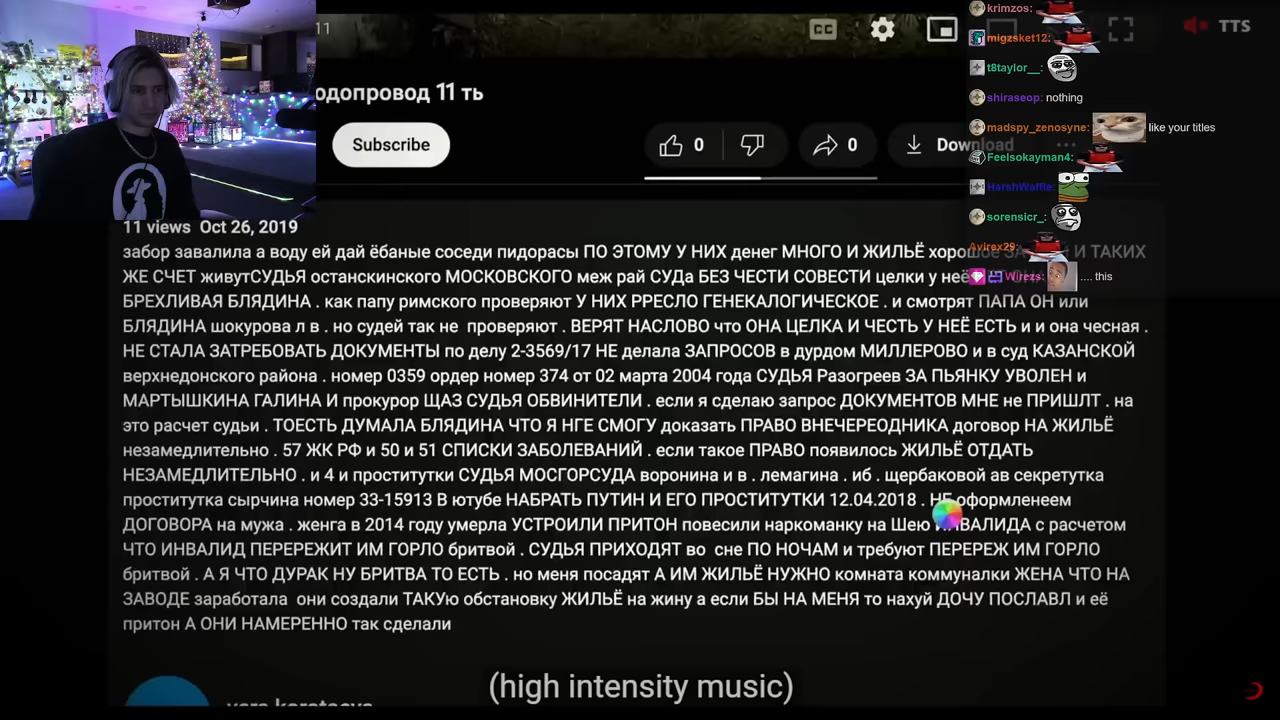 11
CC
TTS
одопровод 11 ть
Subscribe
0
0
Download
11 views Oct 26, 2019
забор завалила а воду ей дай ёбаные соседи пидорасы ПО ЭТОМУ У НИХ денег МНОГО И ЖИЛЬЁ И ТАКИХ
ЖЕ СЧЕТ живутСУДЬЯ останкинского МОСКОВСКОГО меж рай СУДа БЕЗ ЧЕСТИ СОВЕСТИ целки у неё
БРЕХЛИВАЯ БЛЯДИНА . как папу римского проверяют У НИХ РРЕСЛО ГЕНЕКАЛОГИЧЕСКОЕ . и смотрят ПАПА ОН или
БЛЯДИНА шокурова л в . но судей так не проверяют . ВЕРЯТ НАСЛОВО что ОНА ЦЕЛКА И ЧЕСТЬ У НЕЁ ЕСТЬ и и она чесная .
НЕ СТАЛА ЗАТРЕБОВАТЬ ДОКУМЕНТЫ по делу 2-3569/17 НЕ делала ЗАПРОСОВ в дурдом МИЛЛЕРОВО и в суд КАЗАНСКОЙ
верхнедонского района . номер 0359 ордер номер 374 от 02 марта 2004 года СУДЬЯ Разогреев ЗА ПЬЯНКУ УВОЛЕН и
МАРТЫШКИНА ГАЛИНА И прокурор ЩАЗ СУДЬЯ ОБВИНИТЕЛИ . если я сделаю запрос ДОКУМЕНТОВ МНЕ не ПРИШЛТ . на
это расчет судьи . ТОЕСТЬ ДУМАЛА БЛЯДИНА ЧТО Я НГЕ СМОГУ доказать ПРАВО ВНЕЧЕРЕОДНИКА договор НА ЖИЛЬЁ
незамедлительно . 57 ЖК РФ и 50 и 51 СПИСКИ ЗАБОЛЕВАНИЙ . если такое ПРАВО появилось ЖИЛЬЁ ОТДАТЬ
НЕЗАМЕДЛИТЕЛЬНО . и 4 и проститутки СУДЬЯ МОСГОРСУДА воронина и в . лемагина . иб . щербаковой ав секретутка
проститутка сырчина номер 33-15913 В ютубе НАБРАТЬ ПУТИН И ЕГО ПРОСТИТУТКИ 12.04.2018 . НЕ оформленеем
ДОГОВОРА на мужа . женга в 2014 году умерла УСТРОИЛИ ПРИТОН повесили наркоманку на Шею ИНВАЛИДА с расчетом
ЧТО ИНВАЛИД ПЕРЕРЕЖИТ ИМ ГОРЛО бритвой . СУДЬЯ ПРИХОДЯТ во сне ПО НОЧАМ и требуют ПЕРЕРЕЖ ИМ ГОРЛО
бритвой . А Я ЧТО ДУРАК НУ БРИТВА ТО ЕСТЬ . но меня посадят А ИМ ЖИЛЬЁ НУЖНО комната коммуналки ЖЕНА ЧТО НА
ЗАВОДЕ заработала они создали ТАКУю обстановку ЖИЛЬЁ на жину а если БЫ НА МЕНЯ то нахуй ДОЧУ ПОСЛАВЛ и её
притон А ОНИ НАМЕРЕННО так сделали
(high intensity music)
krimzos:
migzsket12:
t8taylor__:
shiraseop: nothing
madspy_zenosyne: like your titles
Feelsokayman4:
HarshWaffle:
sorensicr_:
Avirex29:
Wirezs: .... this